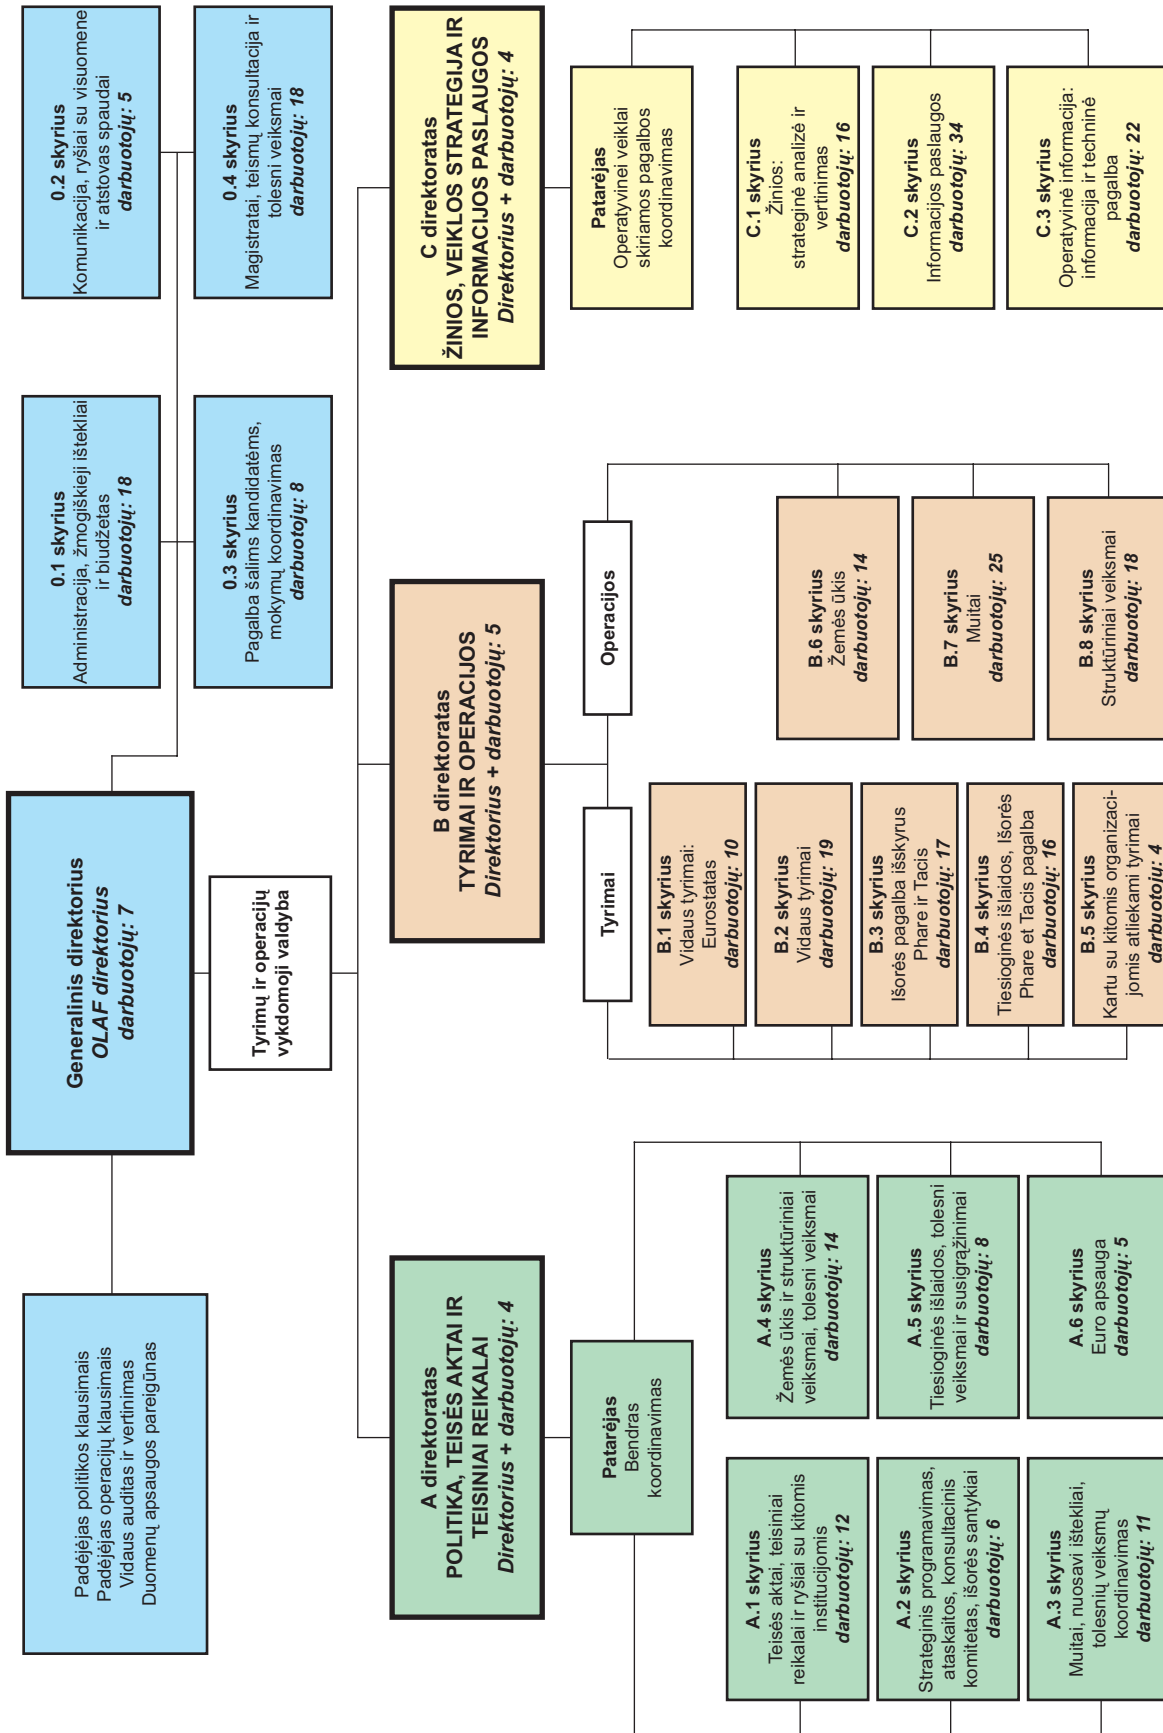 Padėjėjas politikos klausimais
Padėjėjas operacijų klausimais
Vidaus auditas ir vertinimas
Duomenų apsaugos pareigūnas
Generalinis direktorius
OLAF direktorius
darbuotojų: 7
0.1 skyrius
Administracija, žmogiškieji ištekliai
ir biudžetas
darbuotojų: 18
0.2 skyrius
Komunikacija, ryšiai su visuomene
ir atstovas spaudai
darbuotojų: 5
0.3 skyrius
Pagalba šalims kandidatėms,
mokymų koordinavimas
darbuotojų: 8
0.4 skyrius
Magistratai, teismų konsultacija ir
tolesni veiksmai
darbuotojų: 18
Tyrimų ir operacijų
vykdomoji valdyba
A direktoratas
POLITIKA, TEISĖS AKTAI IR
TEISINIAI REIKALAI
Direktorius + darbuotojų: 4
Patarėjas
Bendras
koordinavimas
A.1 skyrius
Teisės aktai, teisiniai
reikalai ir ryšiai su kitomis
institucijomis
darbuotojų: 12
A.2 skyrius
Strateginis programavimas,
ataskaitos, konsultacinis
komitetas, išorės santykiai
darbuotojų: 6
A.3 skyrius
Muitai, nuosavi ištekliai,
tolesnių veiksmų
koordinavimas
darbuotojų: 11
A.4 skyrius
Žemės ūkis ir struktūriniai
veiksmai, tolesni veiksmai
darbuotojų: 14
A.5 skyrius
Tiesioginės išlaidos, tolesni
veiksmai ir susigrąžinimai
darbuotojų: 8
A.6 skyrius
Euro apsauga
darbuotojų: 5
B direktoratas
TYRIMAI IR OPERACIJOS
Direktorius + darbuotojų: 5
Tyrimai
B.1 skyrius
Vidaus tyrimai:
Eurostatas
darbuotojų: 10
B.2 skyrius
Vidaus tyrimai
darbuotojų: 19
B.3 skyrius
Išorės pagalba išskyrus
Phare ir Tacis
darbuotojų: 17
B.4 skyrius
Tiesioginės išlaidos, Išorės
Phare et Tacis pagalba
darbuotojų: 16
B.5 skyrius
Kartu su kitomis organizaci-
jomis atliekami tyrimai
darbuotojų: 4
Operacijos
B.6 skyrius
Žemės ūkis
darbuotojų: 14
B.7 skyrius
Muitai
darbuotojų: 25
B.8 skyrius
Struktūriniai veiksmai
darbuotojų: 18
C direktoratas
ŽINIOS, VEIKLOS STRATEGIJA IR
INFORMACIJOS PASLAUGOS
Direktorius + darbuotojų: 4
Patarėjas
Operatyvinei veiklai
skiriamos pagalbos
koordinavimas
C.1 skyrius
Žinios:
strateginė analizė ir
vertinimas
darbuotojų: 16
C.2 skyrius
Informacijos paslaugos
darbuotojų: 34
C.3 skyrius
Operatyvinė informacija:
informacija ir techninė
pagalba
darbuotojų: 22